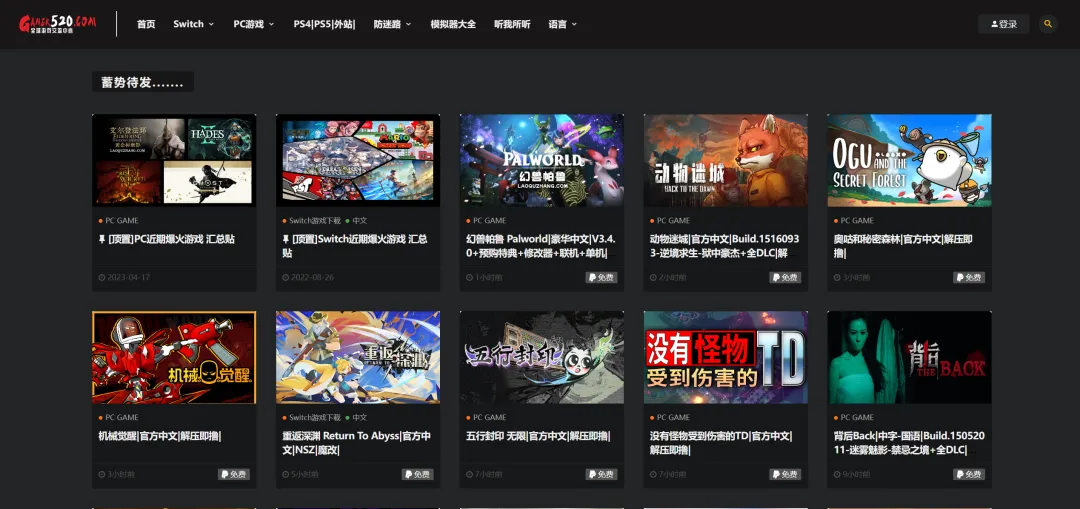 GAMER520.COM
全球游戏交流中心
首页 Switch PC游戏 PS4|PS5|外站| 防迷路 模拟器大全 听我所听 语言 登录
蓄势待发.......
艾尔登法环
LAOQUZHANG.COM
HADES
GHOST
PALWORLD
幻兽帕鲁
LAOQUZHANG.COM
动物迷城
BACK TO THE DAWN
OGU AND THE
SECRET FOREST
PC GAME
[顶置]PC近期爆火游戏 汇总贴
2023-04-17
Switch游戏下载 中文
[顶置]Switch近期爆火游戏 汇总
贴
2022-08-26
PC GAME
幻兽帕鲁 Palworld|豪华中文|V3.4.
0+预购特典+修改器+联机+单机|
1小时前 免费
PC GAME
动物迷城|官方中文|Build.1516093
3-逆境求生-狱中豪杰+全DLC|解
2小时前 免费
PC GAME
奥咕和秘密森林|官方中文|解压即
撸|
3小时前 免费
机械觉醒
重返深渊
五行封印
没有怪物TD
受到伤害的
背后
THE BACK
PC GAME
机械觉醒|官方中文|解压即撸|
3小时前 免费
Switch游戏下载 中文
重返深渊 Return To Abyss|官方中
文|NSZ|魔改|
5小时前 免费
PC GAME
五行封印 无限|官方中文|解压即撸|
7小时前 免费
PC GAME
没有怪物受到伤害的TD|官方中文|
解压即撸|
7小时前 免费
PC GAME
背后Back|中字-国语|Build.150520
11-迷雾魅影-禁忌之境+全DLC|
9小时前 免费